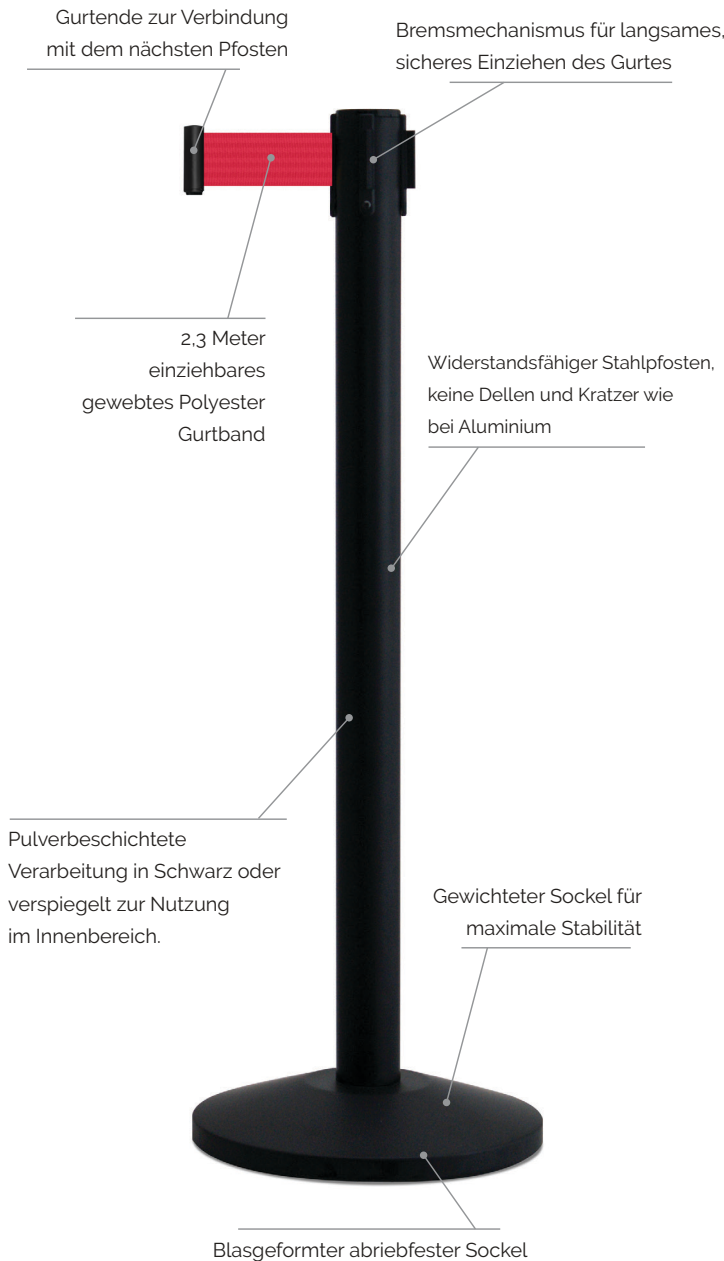 Gurtende zur Verbindung
mit dem nächsten Pfosten
Bremsmechanismus für langsames,
sicheres Einziehen des Gurtes
2,3 Meter
einziehbares
gewebtes Polyester
Gurtband
Widerstandsfähiger Stahlpfosten,
keine Dellen und Kratzer wie
bei Aluminium
Pulverbeschichtete
Verarbeitung in Schwarz oder
verspiegelt zur Nutzung
im Innenbereich.
Gewichteter Sockel für
maximale Stabilität
Blasgeformter abriebfester Sockel